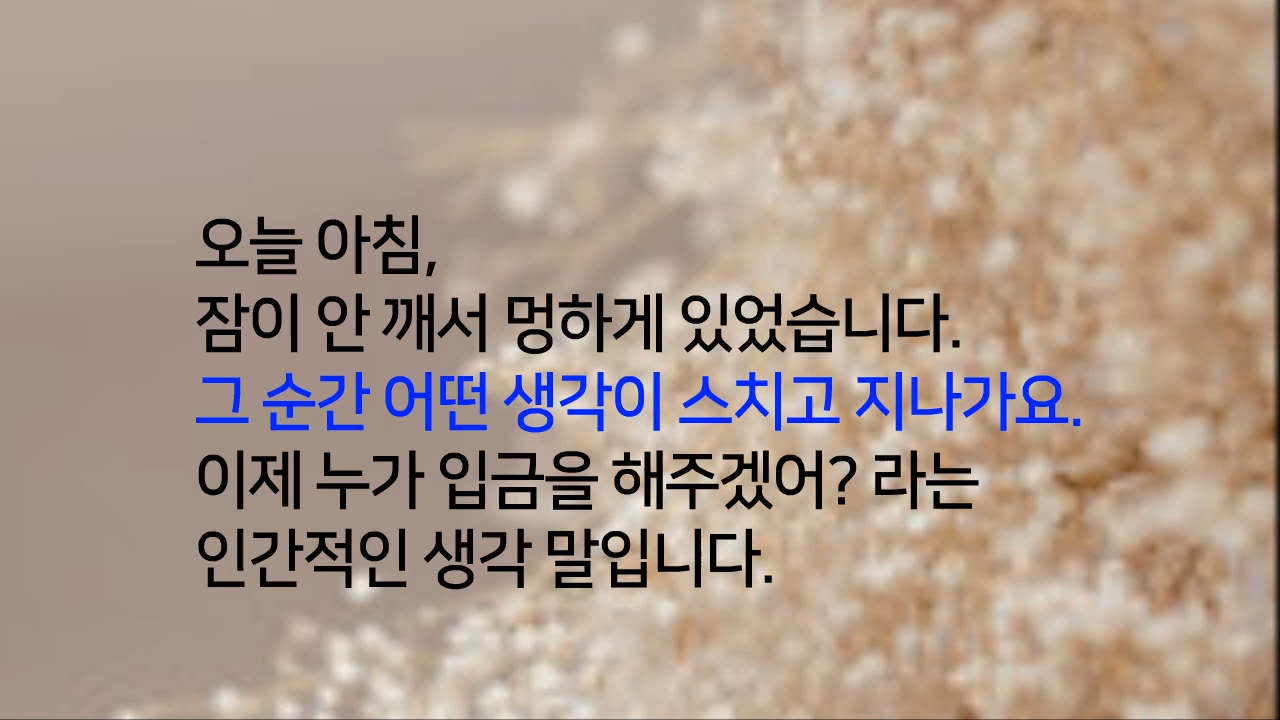 오늘 아침,
잠이 안 깨서 멍하게 있었습니다.
그 순간 어떤 생각이 스치고 지나가요.
이제 누가 입금을 해주겠어? 라는
인간적인 생각 말입니다.